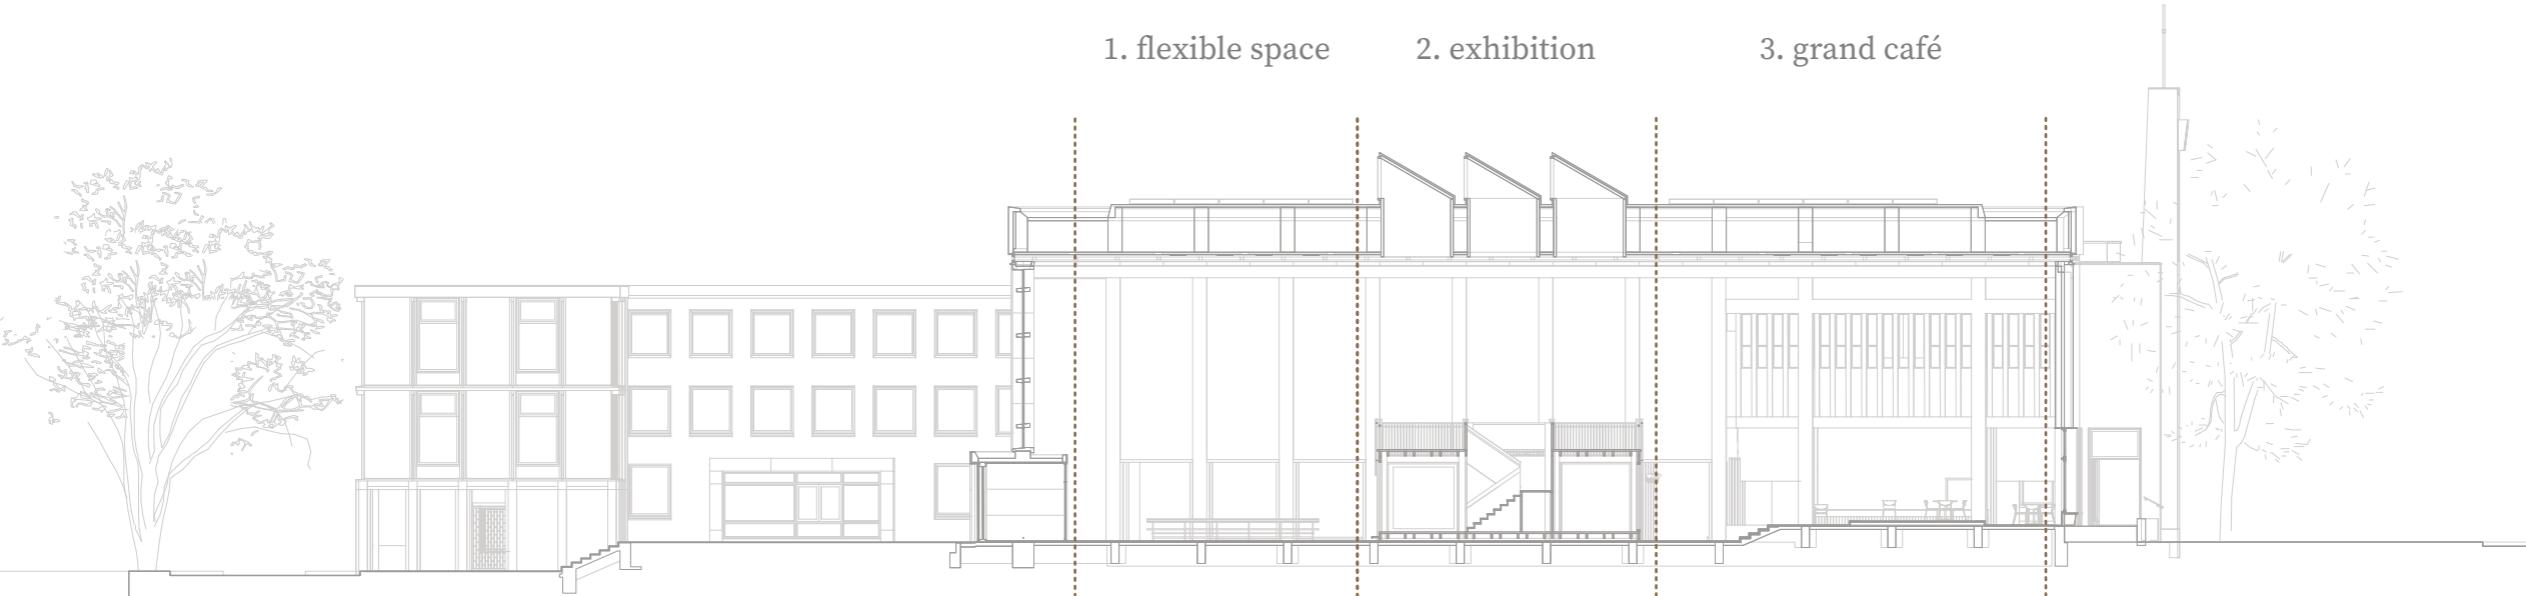 1. flexible space
2. exhibition
3. grand café